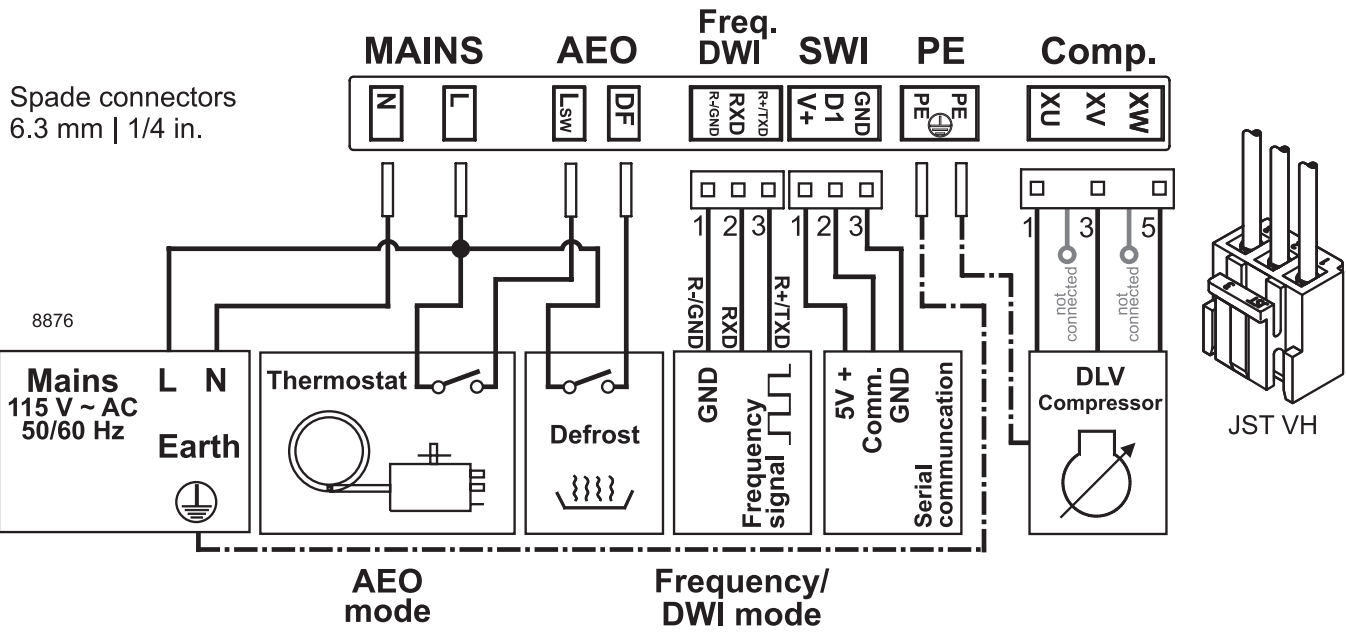 Freq.
DWI
MAINS AEO SWI PE Comp.
Spade connectors
6.3 mm | 1/4 in.
N L Lsw DF R-/GND RXD R+/TXD V+ D1 GND PE PE XU XV XW
1 2 3 1 2 3 1 3 5
not
connected
not
connected
R-/GND RXD R+/TXD
8876
Mains L N
115 V ~ AC
50/60 Hz
Earth
Thermostat
Defrost
GND
Frequency
signal
5V +
Comm.
GND
Serial
communcation
DLV
Compressor
JST VH
AEO
mode
Frequency/
DWI mode